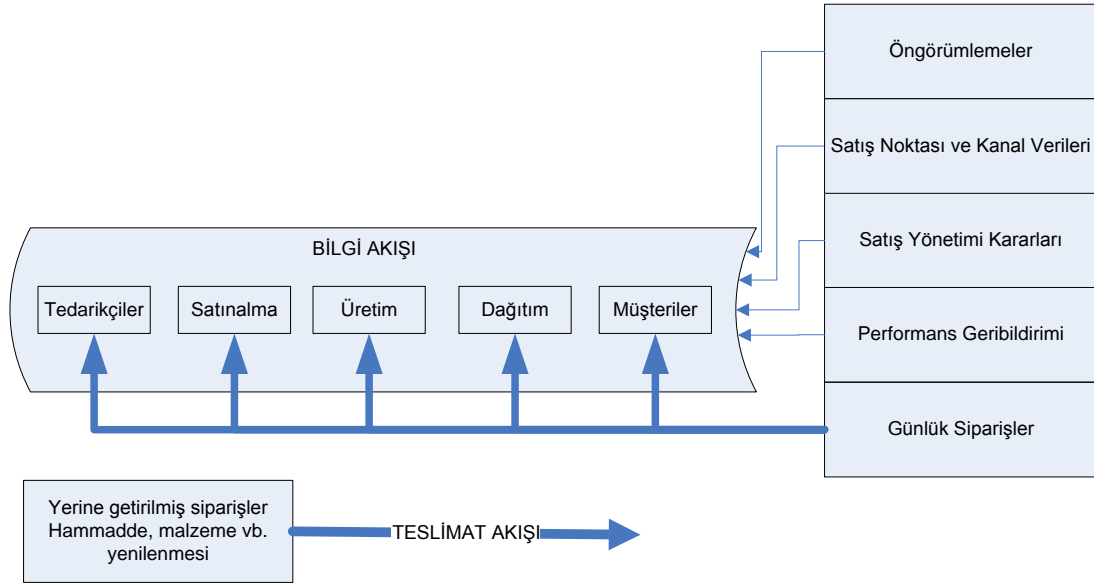 Öngörümlemeler
Satış Noktası ve Kanal Verileri
Satış Yönetimi Kararları
Performans Geribildirimi
Günlük Siparişler
BİLGİ AKIŞI
Tedarikçiler
Satınalma
Üretim
Dağıtım
Müşteriler
Yerine getirilmiş siparişler
Hammadde, malzeme vb.
yenilenmesi
TESLİMAT AKIŞI